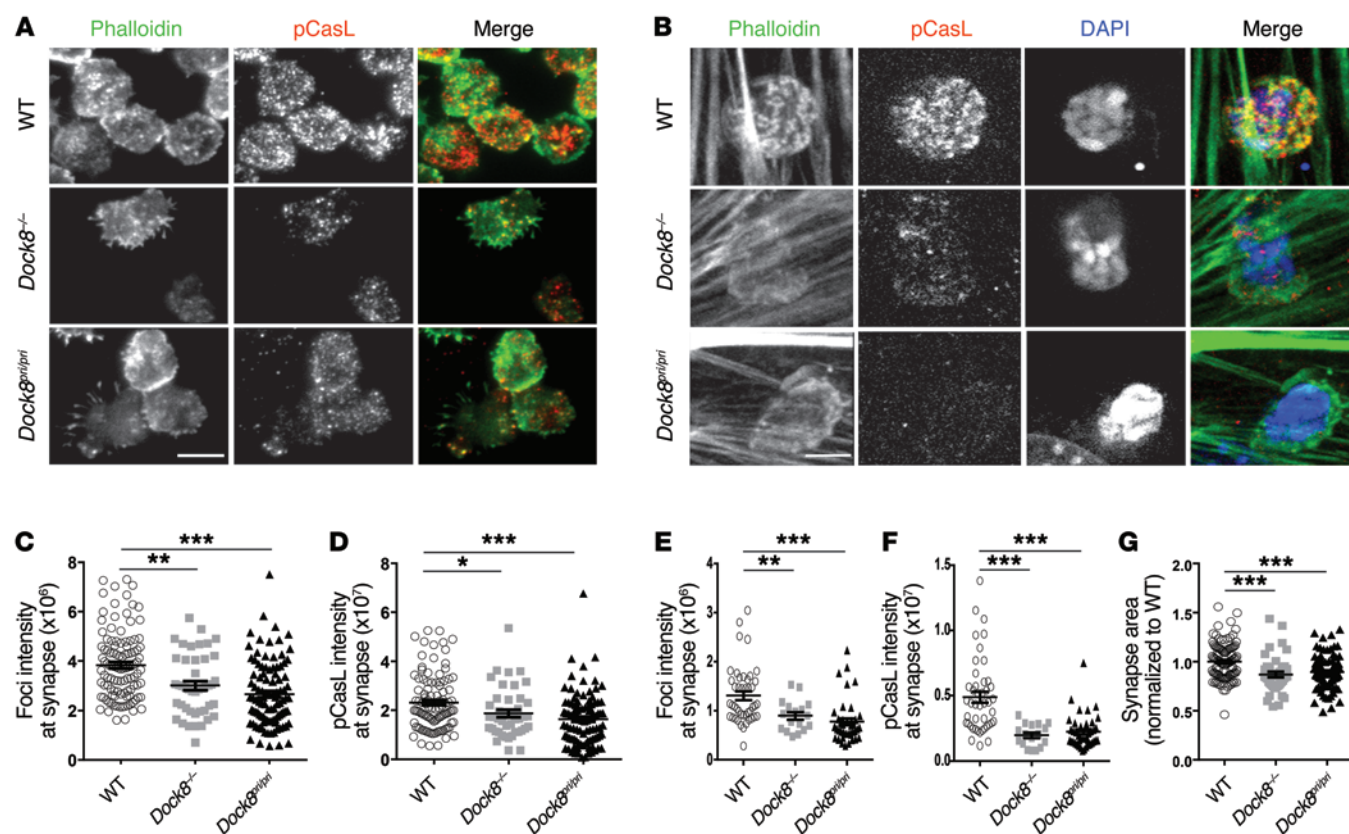 A
Phalloidin pCasL Merge
WT
Dock8–/–
Dock8pri/pri
B
Phalloidin pCasL DAPI Merge
WT
Dock8–/–
Dock8pri/pri
C
Foci intensity
at synapse (x10⁶)
8
6
4
2
0
***
**
WT
Dock8–/–
Dock8pri/pri
D
pCasL intensity
at synapse (x10⁷)
8
6
4
2
0
***
*
WT
Dock8–/–
Dock8pri/pri
E
Foci intensity
at synapse (x10⁶)
4
3
2
1
0
***
**
WT
Dock8–/–
Dock8pri/pri
F
pCasL intensity
at synapse (x10⁷)
1.5
1.0
0.5
0.1
***
***
WT
Dock8–/–
Dock8pri/pri
G
Synapse area
(normalized to WT)
2.0
1.5
1.0
0.5
0.0
***
***
WT
Dock8–/–
Dock8pri/pri